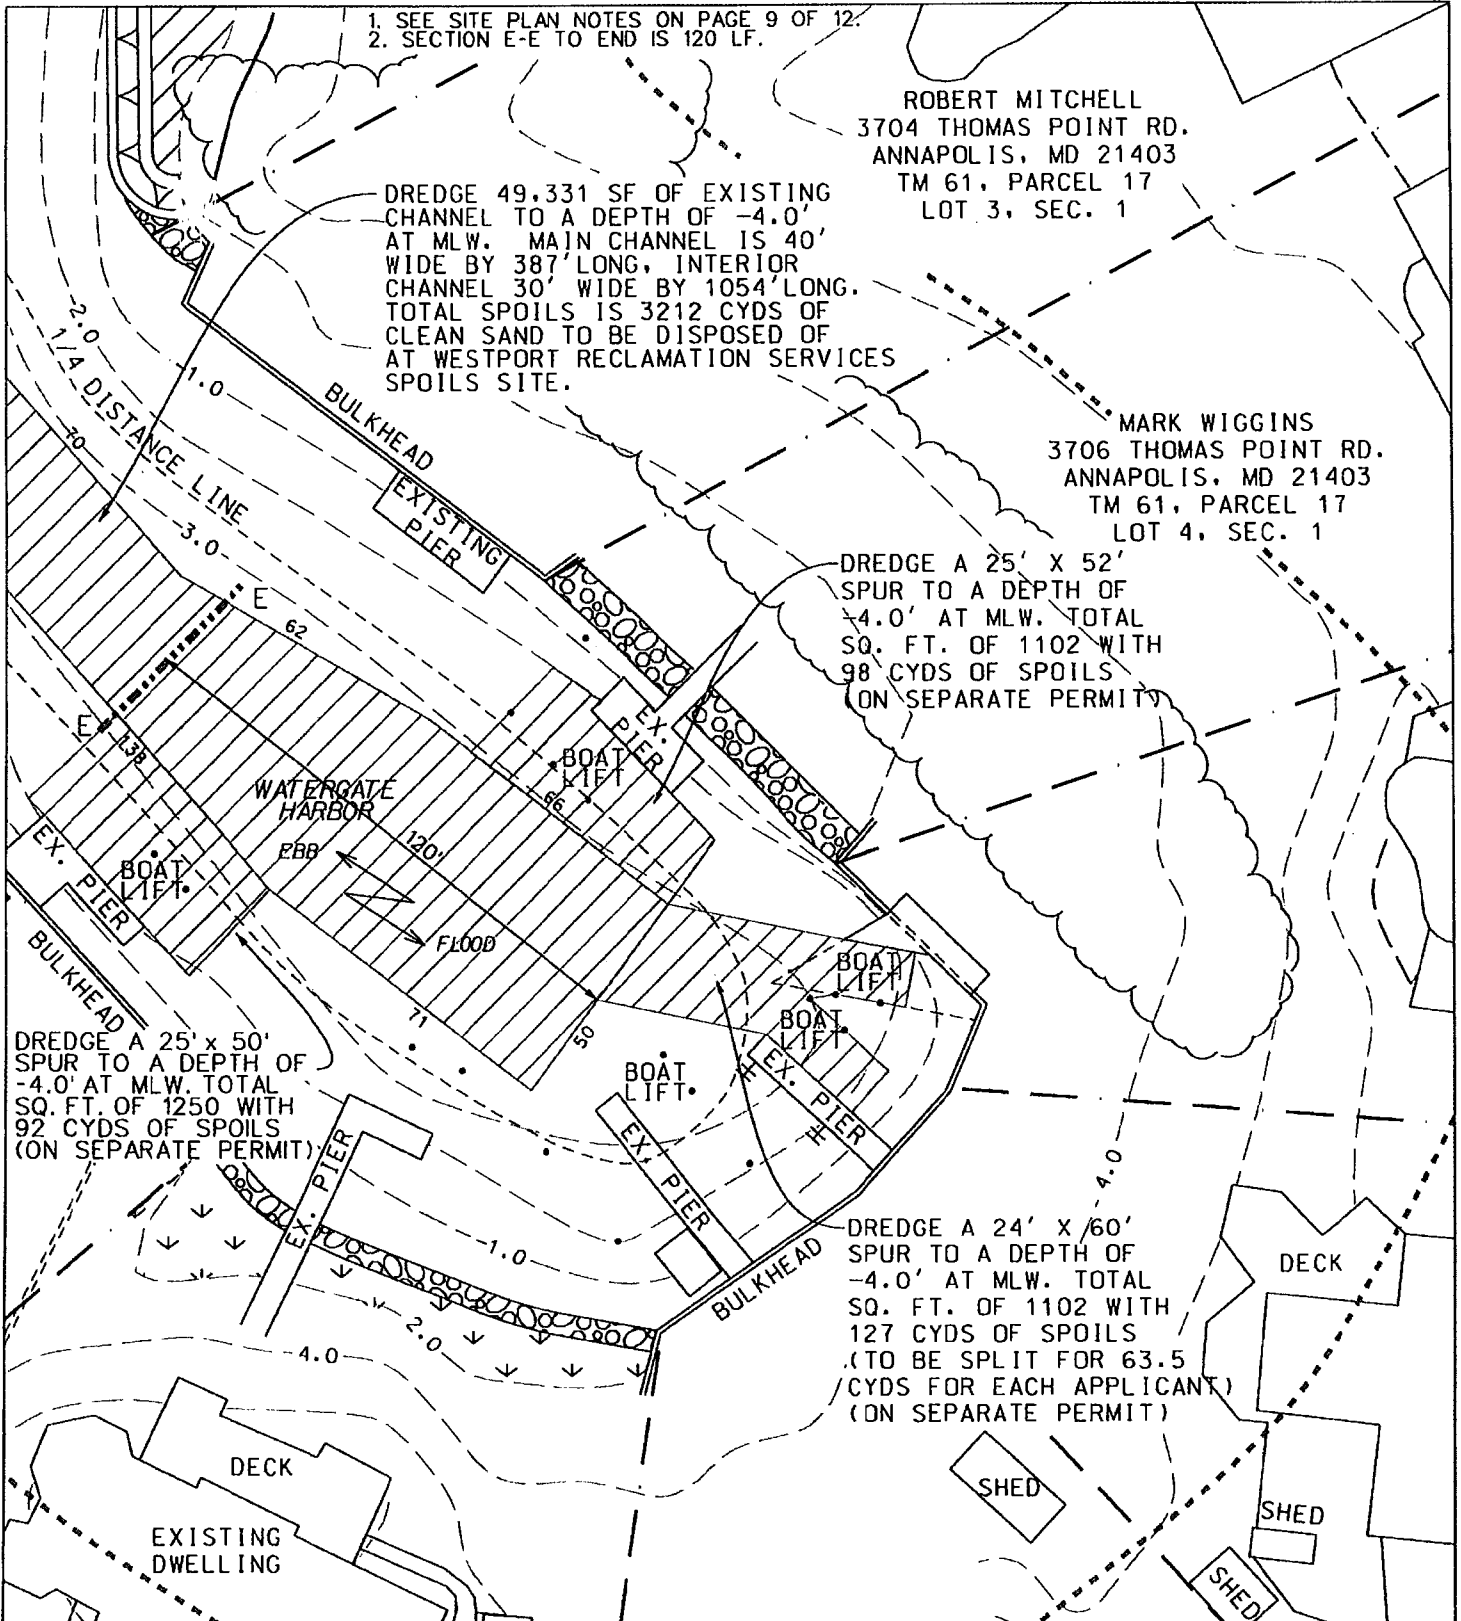 1. SEE SITE PLAN NOTES ON PAGE 9 OF 12.
2. SECTION E-E TO END IS 120 LF.
ROBERT MITCHELL
3704 THOMAS POINT RD.
ANNAPOLIS, MD 21403
TM 61, PARCEL 17
LOT 3, SEC. 1
DREDGE 49,331 SF OF EXISTING
CHANNEL TO A DEPTH OF -4.0'
AT MLW. MAIN CHANNEL IS 40'
WIDE BY 387' LONG, INTERIOR
CHANNEL 30' WIDE BY 1054' LONG.
TOTAL SPOILS IS 3212 CYDS OF
CLEAN SAND TO BE DISPOSED OF
AT WESTPORT RECLAMATION SERVICES
SPOILS SITE.
-2.0
1/4 DISTANCE LINE
-1.0
BULKHEAD
MARK WIGGINS
3706 THOMAS POINT RD.
ANNAPOLIS, MD 21403
TM 61, PARCEL 17
LOT 4, SEC. 1
70
-3.0
EXISTING
PIER
DREDGE A 25' X 52'
SPUR TO A DEPTH OF
-4.0' AT MLW. TOTAL
SQ. FT. OF 1102 WITH
98 CYDS OF SPOILS
(ON SEPARATE PERMIT)
E
62
E
138
EX.
PIER
BOAT
LIFT
66
WATERGATE
HARBOR
120'
EBB
FLOOD
EX. PIER
BOAT
LIFT
BULKHEAD
BOAT
LIFT
BOAT
LIFT
71
50
BOAT
LIFT
EX. PIER
DREDGE A 25' x 50'
SPUR TO A DEPTH OF
-4.0' AT MLW. TOTAL
SQ. FT. OF 1250 WITH
92 CYDS OF SPOILS
(ON SEPARATE PERMIT)
EX. PIER
EX. PIER
4.0
-1.0
BULKHEAD
DREDGE A 24' X 60'
SPUR TO A DEPTH OF
-4.0' AT MLW. TOTAL
SQ. FT. OF 1102 WITH
127 CYDS OF SPOILS
(TO BE SPLIT FOR 63.5
CYDS FOR EACH APPLICANT)
(ON SEPARATE PERMIT)
DECK
2.0
4.0
DECK
SHED
SHED
EXISTING
DWELLING
SHED